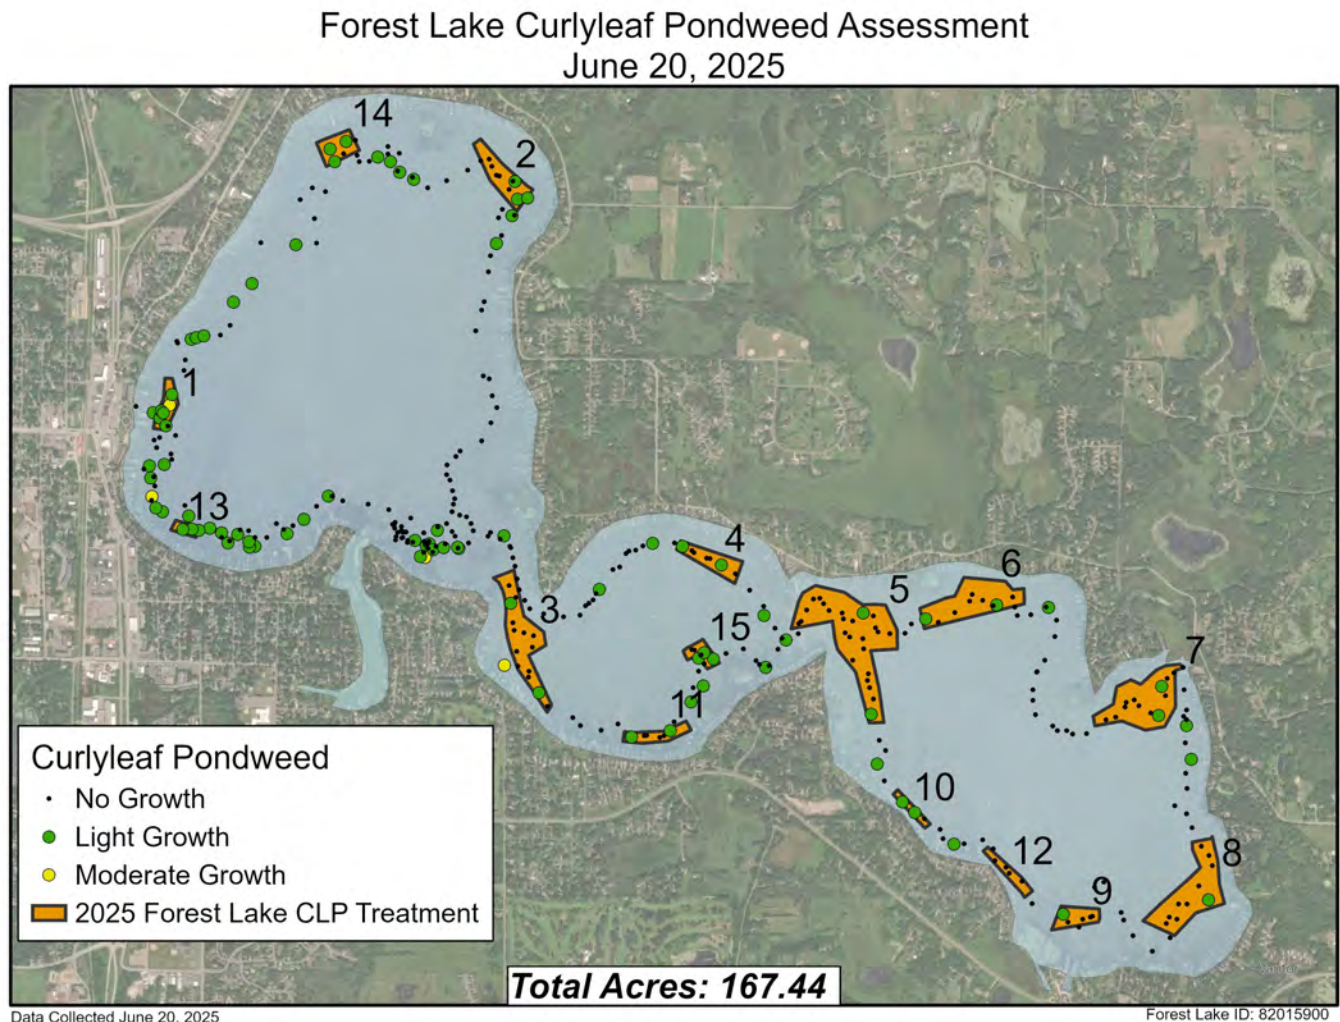 Forest Lake Curlyleaf Pondweed Assessment
June 20, 2025
14
2
1
13
3
4
5
6
15
7
11
10
12
9
8
Curlyleaf Pondweed
No Growth
Light Growth
Moderate Growth
2025 Forest Lake CLP Treatment
Total Acres: 167.44
Data Collected June 20, 2025
Forest Lake ID: 82015900